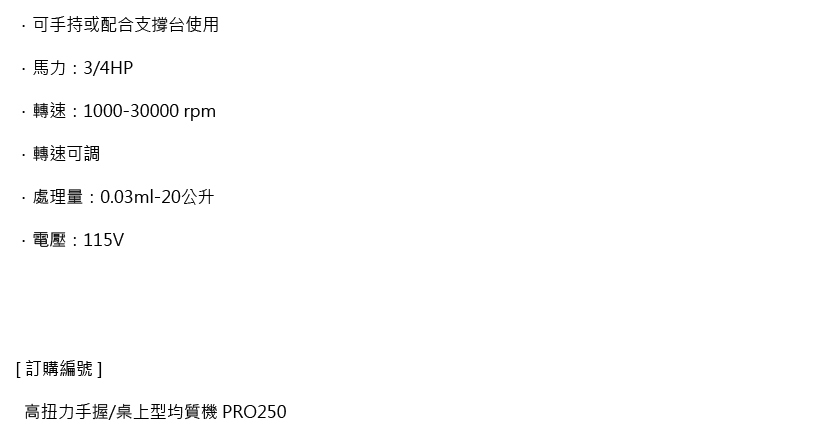 ．可手持或配合支撐台使用
．馬力：3/4HP
．轉速：1000-30000 rpm
．轉速可調
．處理量：0.03ml-20公升
．電壓：115V
[ 訂購編號 ]
高扭力手握/桌上型均質機 PRO250